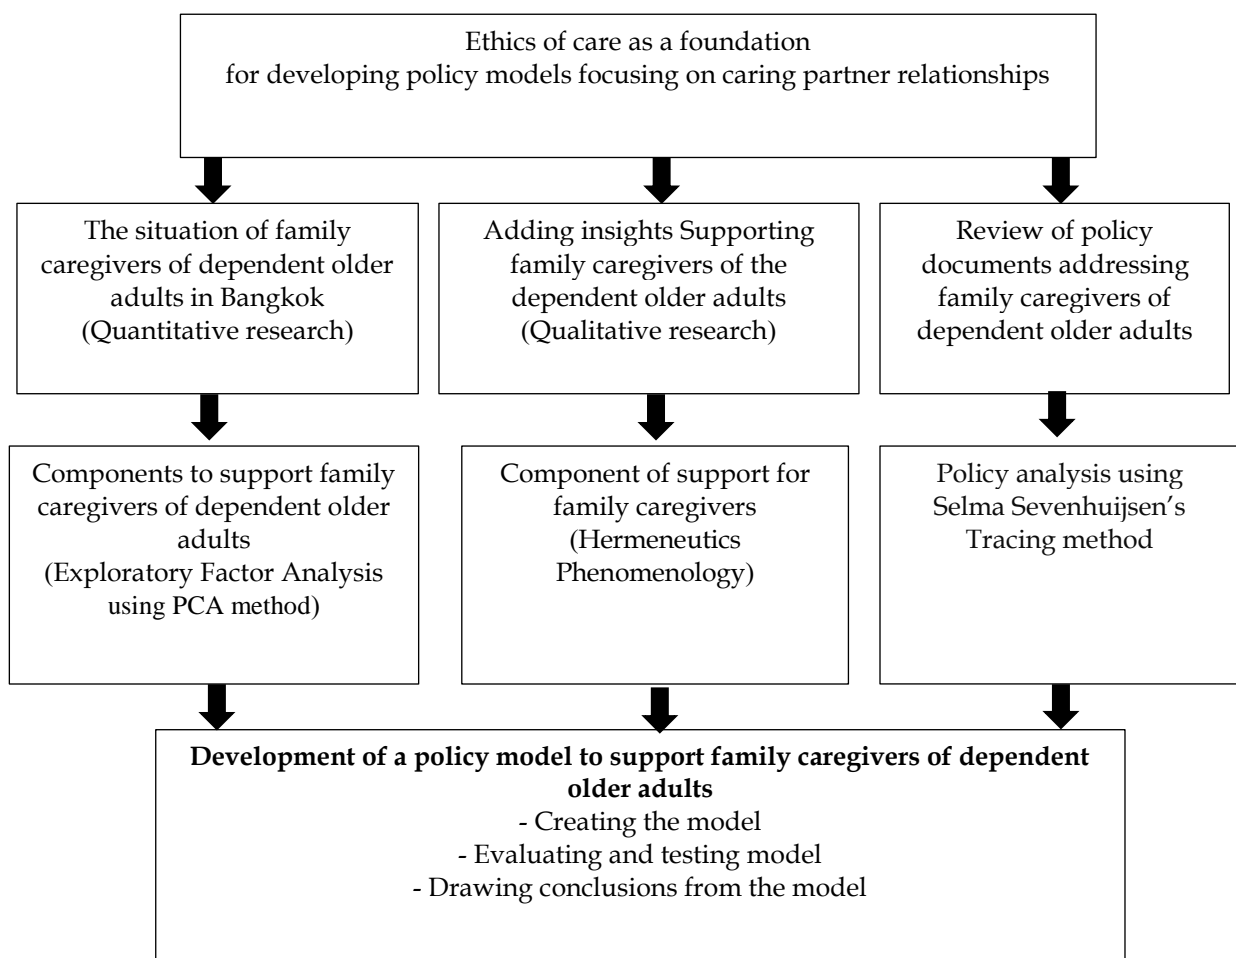 Ethics of care as a foundation
for developing policy models focusing on caring partner relationships
The situation of family
caregivers of dependent older
adults in Bangkok
(Quantitative research)
Adding insights Supporting
family caregivers of the
dependent older adults
(Qualitative research)
Review of policy
documents addressing
family caregivers of
dependent older adults
Components to support family
caregivers of dependent older
adults
(Exploratory Factor Analysis
using PCA method)
Component of support for
family caregivers
(Hermeneutics
Phenomenology)
Policy analysis using
Selma Sevenhuijsen’s
Tracing method
Development of a policy model to support family caregivers of dependent
older adults
- Creating the model
- Evaluating and testing model
- Drawing conclusions from the model